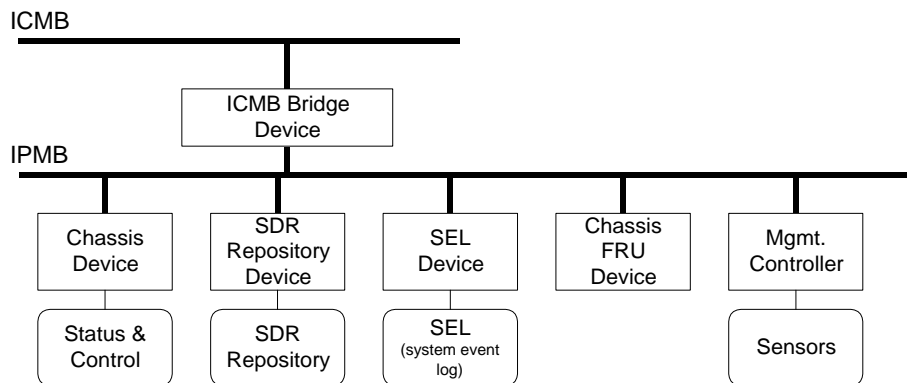 ICMB
ICMB Bridge
Device
IPMB
Chassis
Device
SDR
Repository
Device
SEL
Device
Chassis
FRU
Device
Mgmt.
Controller
Status &
Control
SDR
Repository
SEL
(system event
log)
Sensors